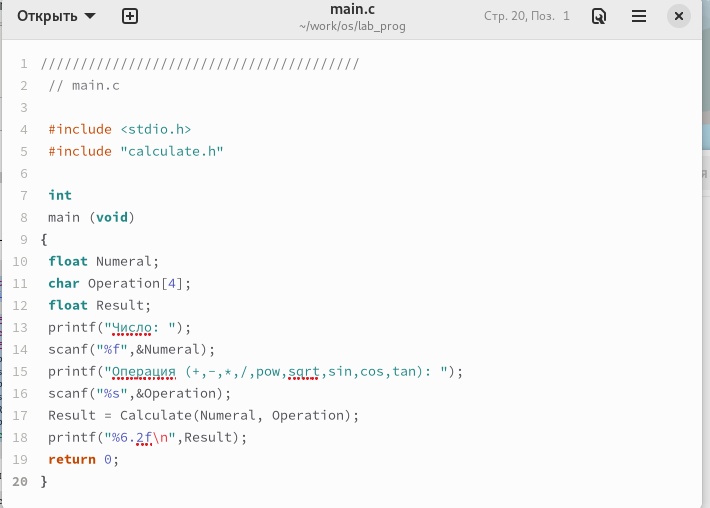 Открыть
main.c
~/work/os/lab_prog
Стр. 20, Поз. 1
1 ////////////////////////////////////////
2 // main.c
3
4 #include <stdio.h>
5 #include "calculate.h"
6
7 int
8 main (void)
9 {
10 float Numeral;
11 char Operation[4];
12 float Result;
13 printf("Число: ");
14 scanf("%f",&Numeral);
15 printf("Операция (+,-,*,/,pow,sqrt,sin,cos,tan): ");
16 scanf("%s",&Operation);
17 Result = Calculate(Numeral, Operation);
18 printf("%6.2f\n",Result);
19 return 0;
20 }